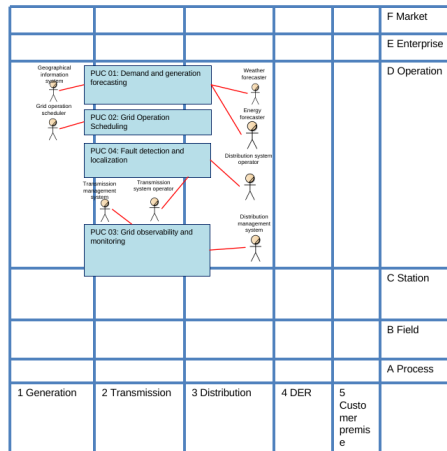 F Market
E Enterprise
D Operation
Geographical
information
system
PUC 01: Demand and generation
forecasting
Weather
forecaster
Grid operation
scheduler
PUC 02: Grid Operation
Scheduling
Energy
forecaster
PUC 04: Fault detection and
localization
Distribution system
operator
Transmission
management
system
Transmission
system operator
Distribution
management
system
PUC 03: Grid observability and
monitoring
C Station
B Field
A Process
1 Generation
2 Transmission
3 Distribution
4 DER
5
Custo
mer
premis
e